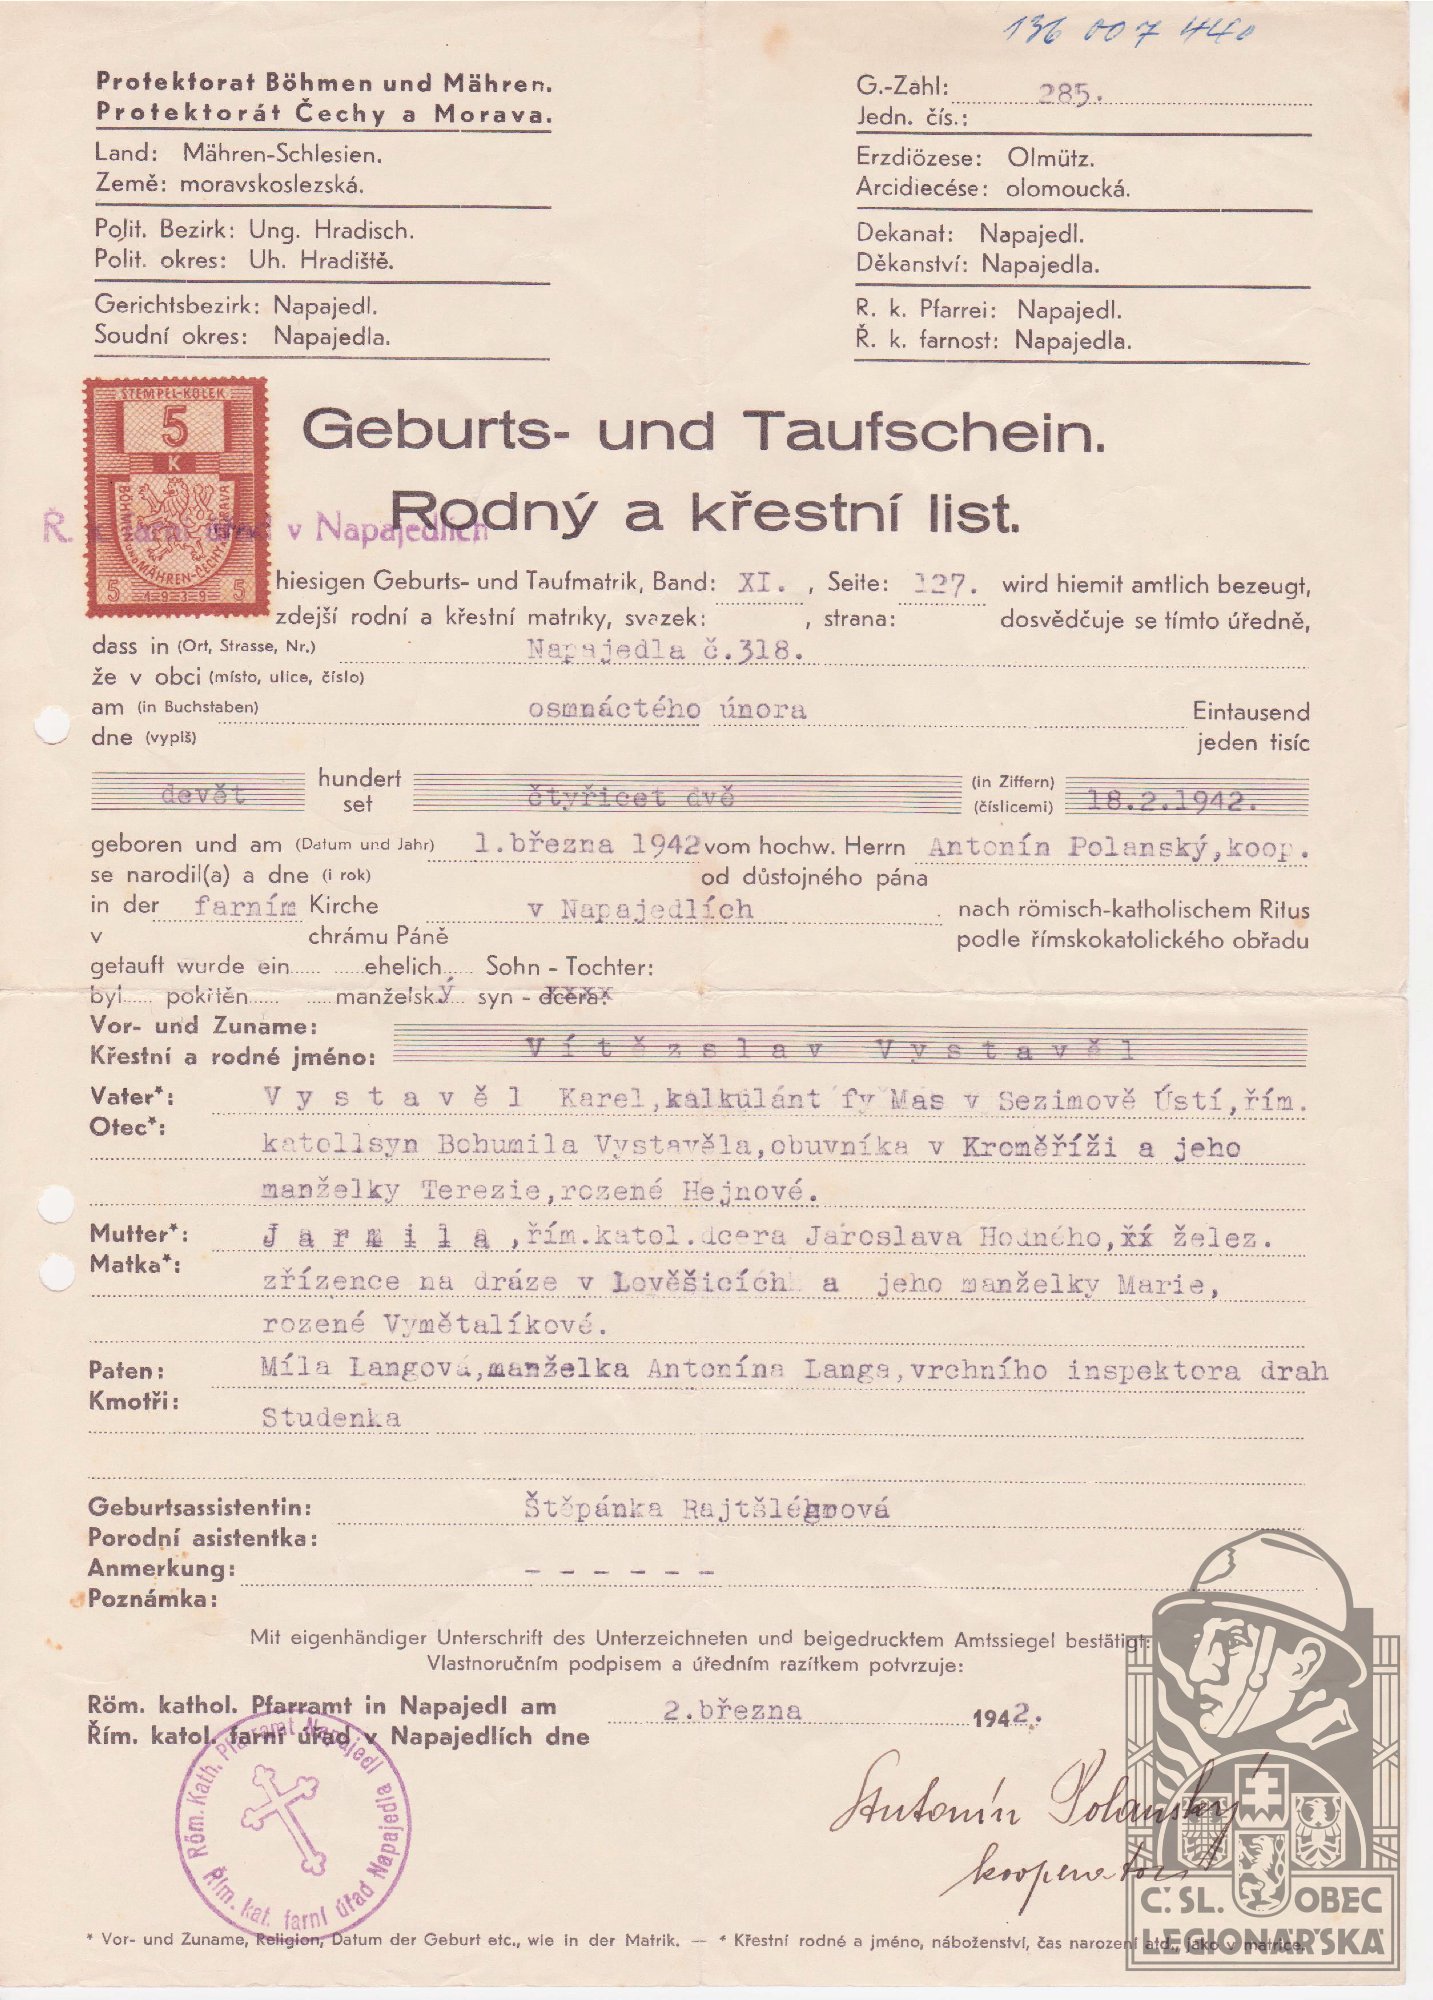 136 007 440
Protektorat Böhmen und Mähren.
Protektorát Čechy a Morava.
Land: Mähren-Schlesien.
Země: moravskoslezská.
Polit. Bezirk: Ung. Hradisch.
Polit. okres: Uh. Hradiště.
Gerichtsbezirk: Napajedl.
Soudní okres: Napajedla.
G.-Zahl: 285.
Jedn. čís.:
Erzdiözese: Olmütz.
Arcidiecése: olomoucká.
Dekanat: Napajedl.
Děkanství: Napajedla.
R. k. Pfarrei: Napajedl.
Ř. k. farnost: Napajedla.
STEMPEL-KOLEK
5
K
BÖHMEN UND MÄHREN-ČECHY A MORAVA
5 1939 5
Geburts- und Taufschein.
Rodný a křestní list.
Ř. k. farní úřad v Napajedlích
hiesigen Geburts- und Taufmatrik, Band: XI. , Seite: 127. wird hiemit amtlich bezeugt,
zdejší rodní a křestní matriky, svazek: , strana: dosvědčuje se tímto úředně,
dass in (Ort, Strasse, Nr.) Napajedla č.318.
že v obci (místo, ulice, číslo)
am (in Buchstaben) osmnáctého února Eintausend
dne (vypiš) jeden tisíc
devět hundert čtyřicet dvě (in Ziffern) 18.2.1942.
set (číslicemi)
geboren und am (Datum und Jahr) 1.března 1942 vom hochw. Herrn Antonín Polanský,koop.
se narodil(a) a dne (i rok) od důstojného pána
in der farním Kirche v Napajedlích nach römisch-katholischem Ritus
v chrámu Páně podle římskokatolického obřadu
getauft wurde ein...... ......ehelich...... Sohn - Tochter:
byl...... pokřtěn...... ......manželský... syn - dcera:
Vor- und Zuname:
Křestní a rodné jméno: Vítězslav Vystavěl
Vater*: Vystavěl Karel,kalkulánt fy Mas v Sezimově Ústí,řím.
Otec*: katollsyn Bohumila Vystavěla,obuvníka v Kroměříži a jeho
manželky Terezie,rozené Hejnové.
Mutter*: Jarmila,řím.katol.dcera Jaroslava Hodného,xx želez.
Matka*: zřízence na dráze v Lověšicích a jeho manželky Marie,
rozené Vymětalíkové.
Paten: Míla Langová,manželka Antonína Langa,vrchního inspektora drah
Kmotři: Studenka
Geburtsassistentin: Štěpánka
Porodní asistentka:
Anmerkung: - - - - - -
Poznámka:
Mit eigenhändiger Unterschrift des Unterzeichneten und beigedrucktem Amtssiegel bestätigt:
Vlastnoručním podpisem a úředním razítkem potvrzuje:
Röm. kathol. Pfarramt in Napajedl am 2.března 1942.
Řím. katol. farní úřad v Napajedlích dne
Röm. Kath. Pfarramt Napajedl
Řím. kat. farní úřad Napajedla
Antonín Polanský
kooperator
Č.SL. OBEC
LEGIONÁŘSKÁ
* Vor- und Zuname, Religion, Datum der Geburt etc., wie in der Matrik. — * Křestní rodné a jméno, náboženství, čas narození atd., jako v matrice.